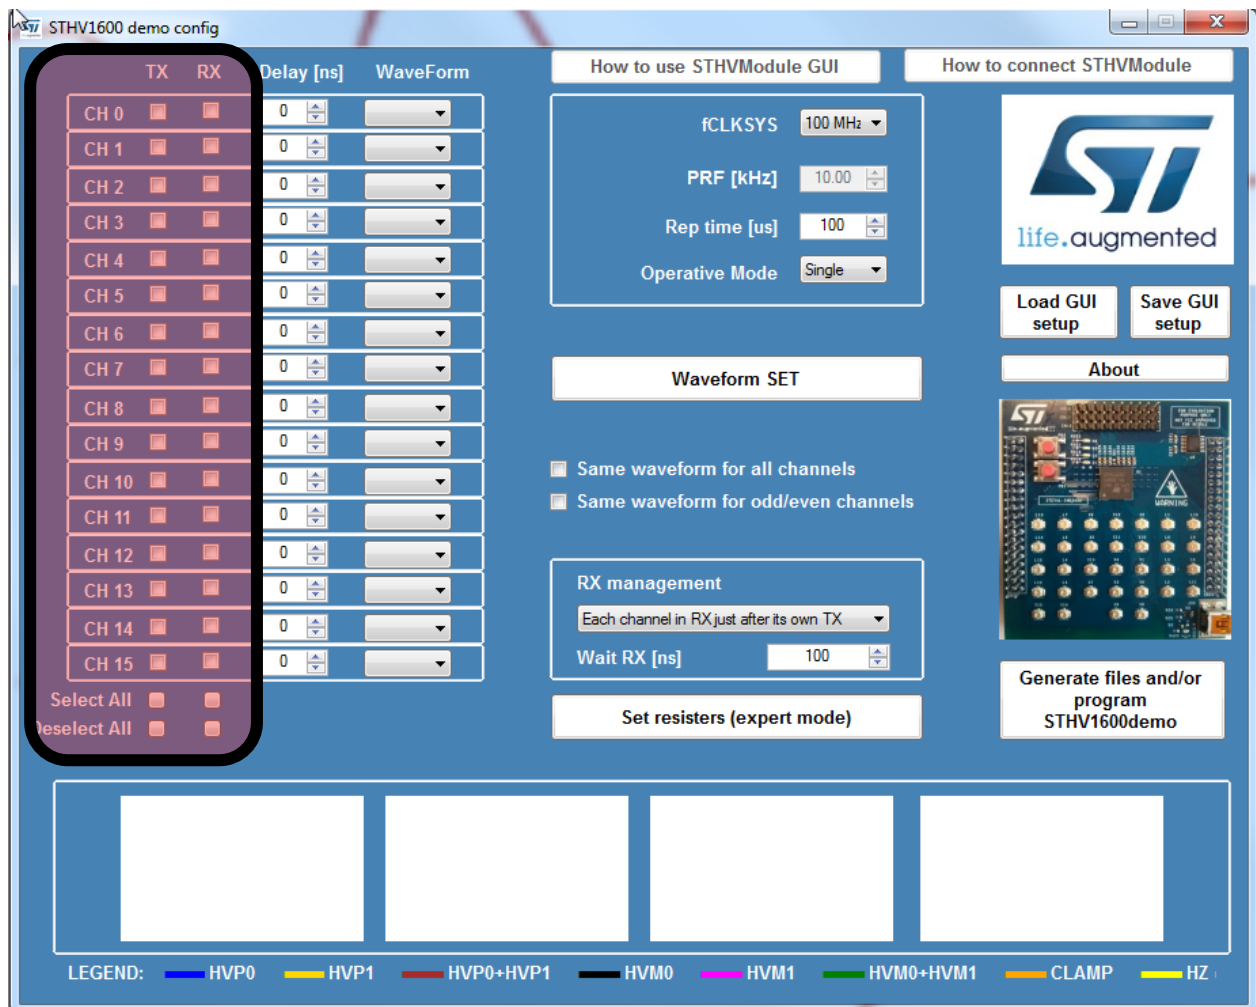 STHV1600 demo config
TX RX Delay [ns] WaveForm
How to use STHVModule GUI
How to connect STHVModule
CH 0 0
CH 1 0
CH 2 0
CH 3 0
CH 4 0
CH 5 0
CH 6 0
CH 7 0
CH 8 0
CH 9 0
CH 10 0
CH 11 0
CH 12 0
CH 13 0
CH 14 0
CH 15 0
Select All
Deselect All
fCLKSYS 100 MHz
PRF [kHz] 10.00
Rep time [us] 100
Operative Mode Single
Waveform SET
Same waveform for all channels
Same waveform for odd/even channels
RX management
Each channel in RX just after its own TX
Wait RX [ns] 100
Set resisters (expert mode)
ST
life.augmented
Load GUI
setup
Save GUI
setup
About
WARNING
Generate files and/or
program
STHV1600demo
LEGEND: HVP0 HVP1 HVP0+HVP1 HVM0 HVM1 HVM0+HVM1 CLAMP HZ